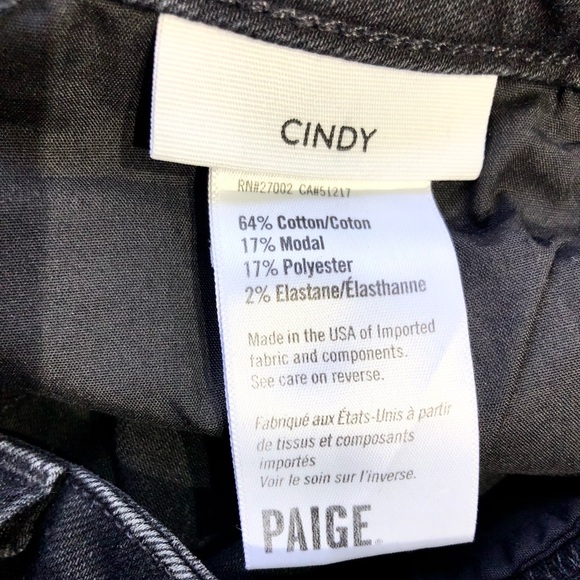 CINDY
RN#27002 CA#51217
64% Cotton/Coton
17% Modal
17% Polyester
2% Elastane/Élasthanne
Made in the USA of Imported
fabric and components.
See care on reverse.
Fabriqué aux États-Unis à partir
de tissus et composants
importés
Voir le soin sur l'inverse.
PAIGE